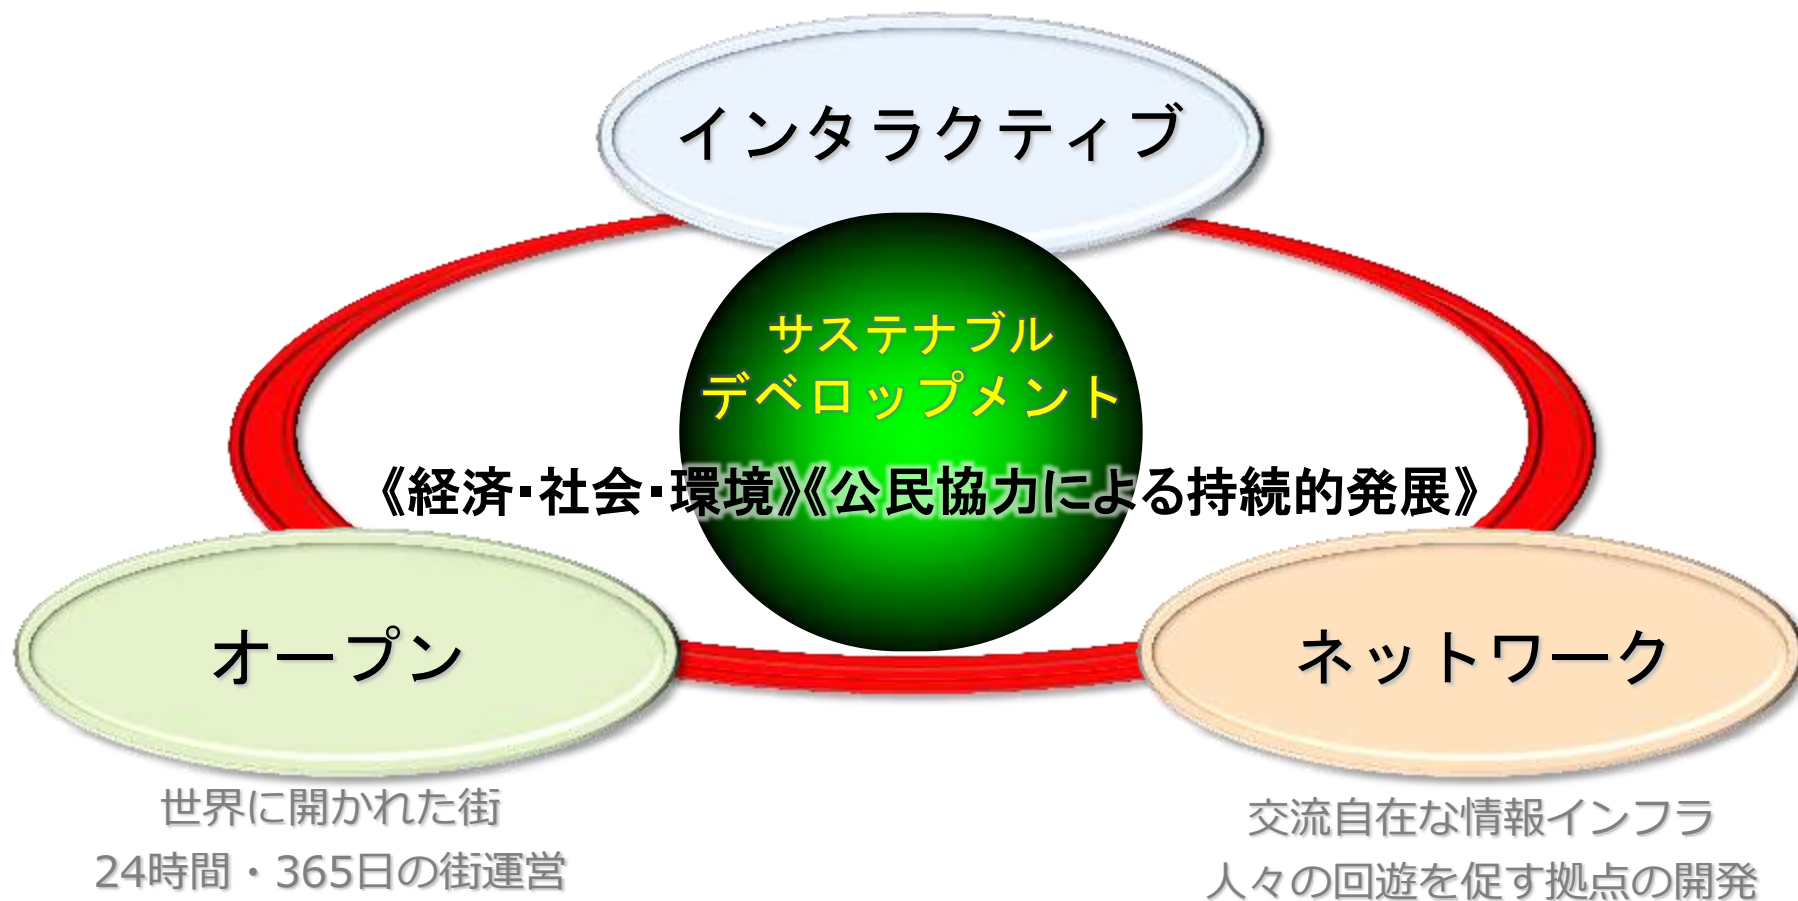 インタラクティブ
サステナブル
デベロップメント
《経済・社会・環境》《公民協力による持続的発展》
オープン
ネットワーク
世界に開かれた街
24時間・365日の街運営
交流自在な情報インフラ
人々の回遊を促す拠点の開発